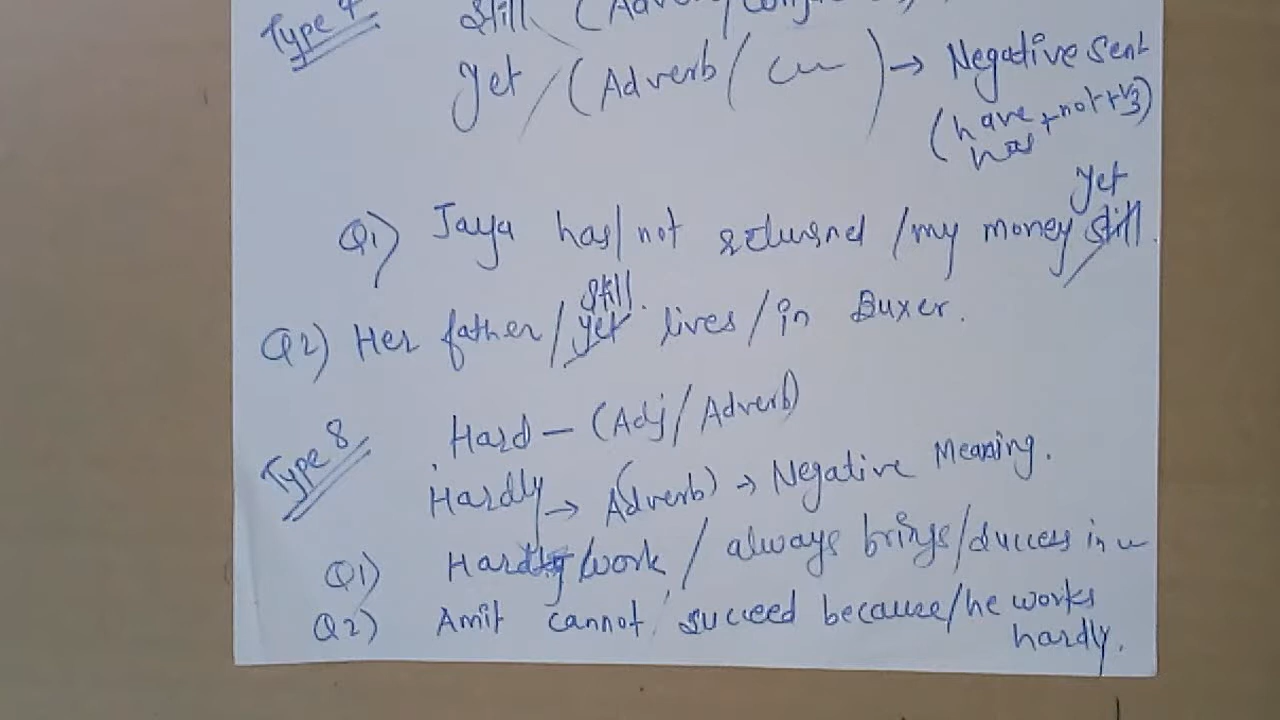 Type 7 Still (Adverb/
yet / (Adverb/ ) → Negative Sent
(have + not + V3)
has
yet
Q1) Jaya has/ not returned /my money still.
still.
Q2) Her father / yet lives / in Buxer.
Type 8 Hard — (Adj / Adverb)
Hardly → (Adverb) → Negative Meaning.
Q1) Hardly work / always brings/success in
Q2) Amit cannot / succeed because/he works
hardly.